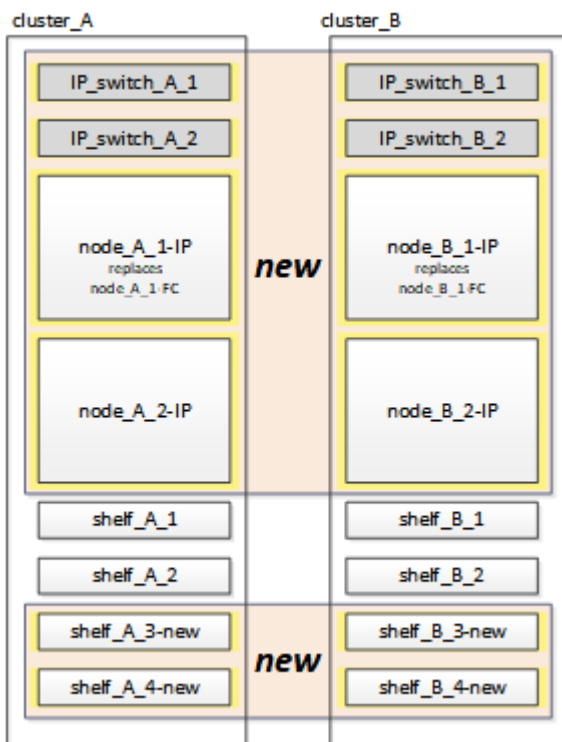 cluster_A
cluster_B
IP_switch_A_1
IP_switch_B_1
IP_switch_A_2
IP_switch_B_2
node_A_1-IP
replaces
node_A_1-FC
new
node_B_1-IP
replaces
node_B_1-FC
node_A_2-IP
node_B_2-IP
shelf_A_1
shelf_B_1
shelf_A_2
shelf_B_2
shelf_A_3-new
shelf_B_3-new
new
shelf_A_4-new
shelf_B_4-new